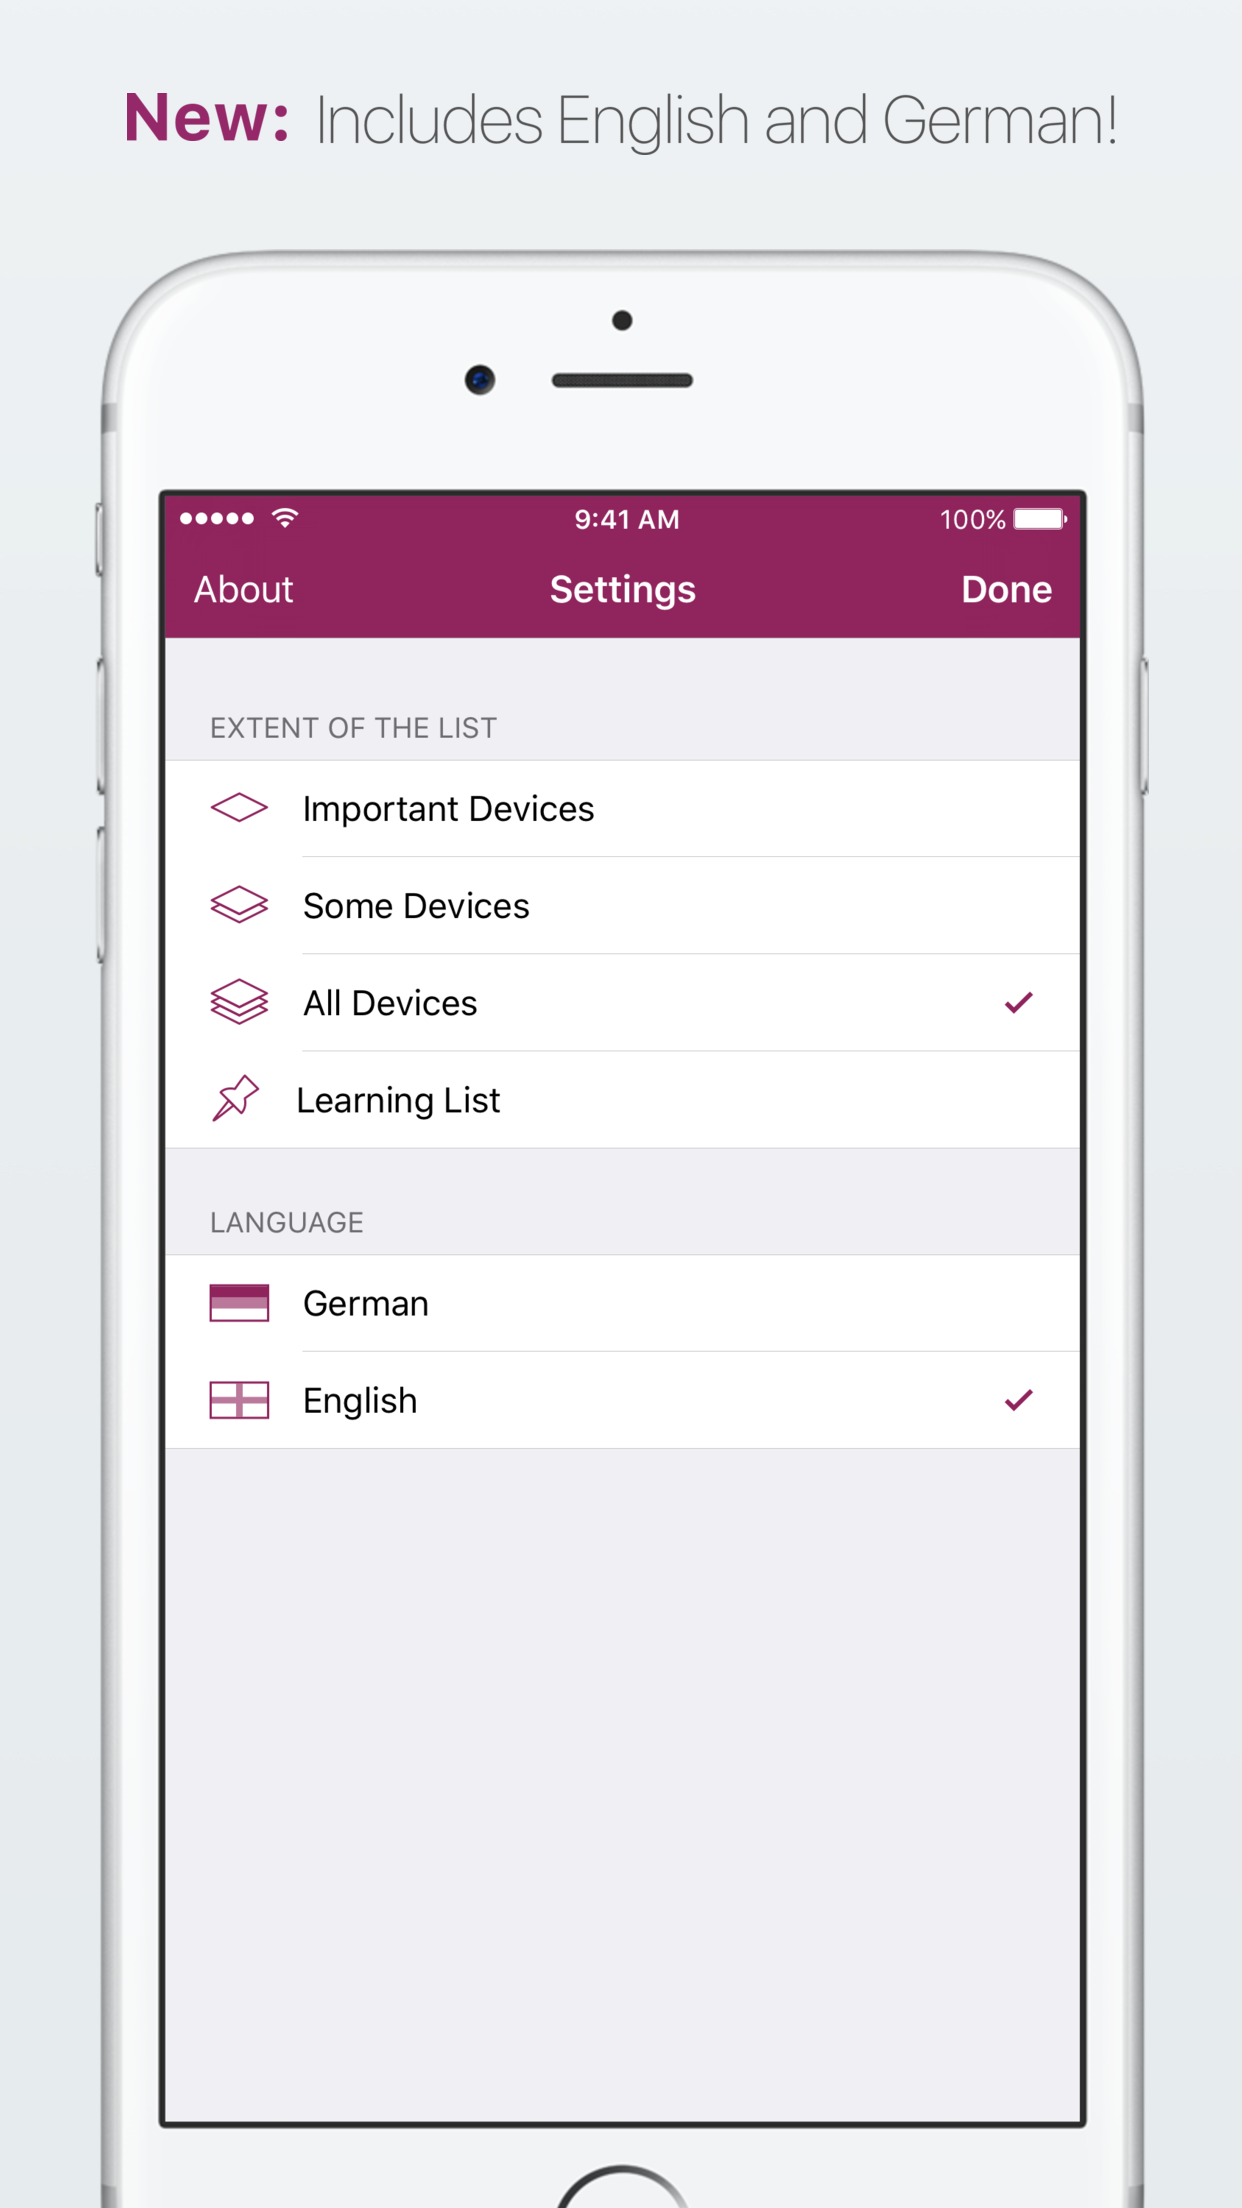 New: Includes English and German!
9:41 AM
100%
About
Settings
Done
EXTENT OF THE LIST
Important Devices
Some Devices
All Devices
Learning List
LANGUAGE
German
English